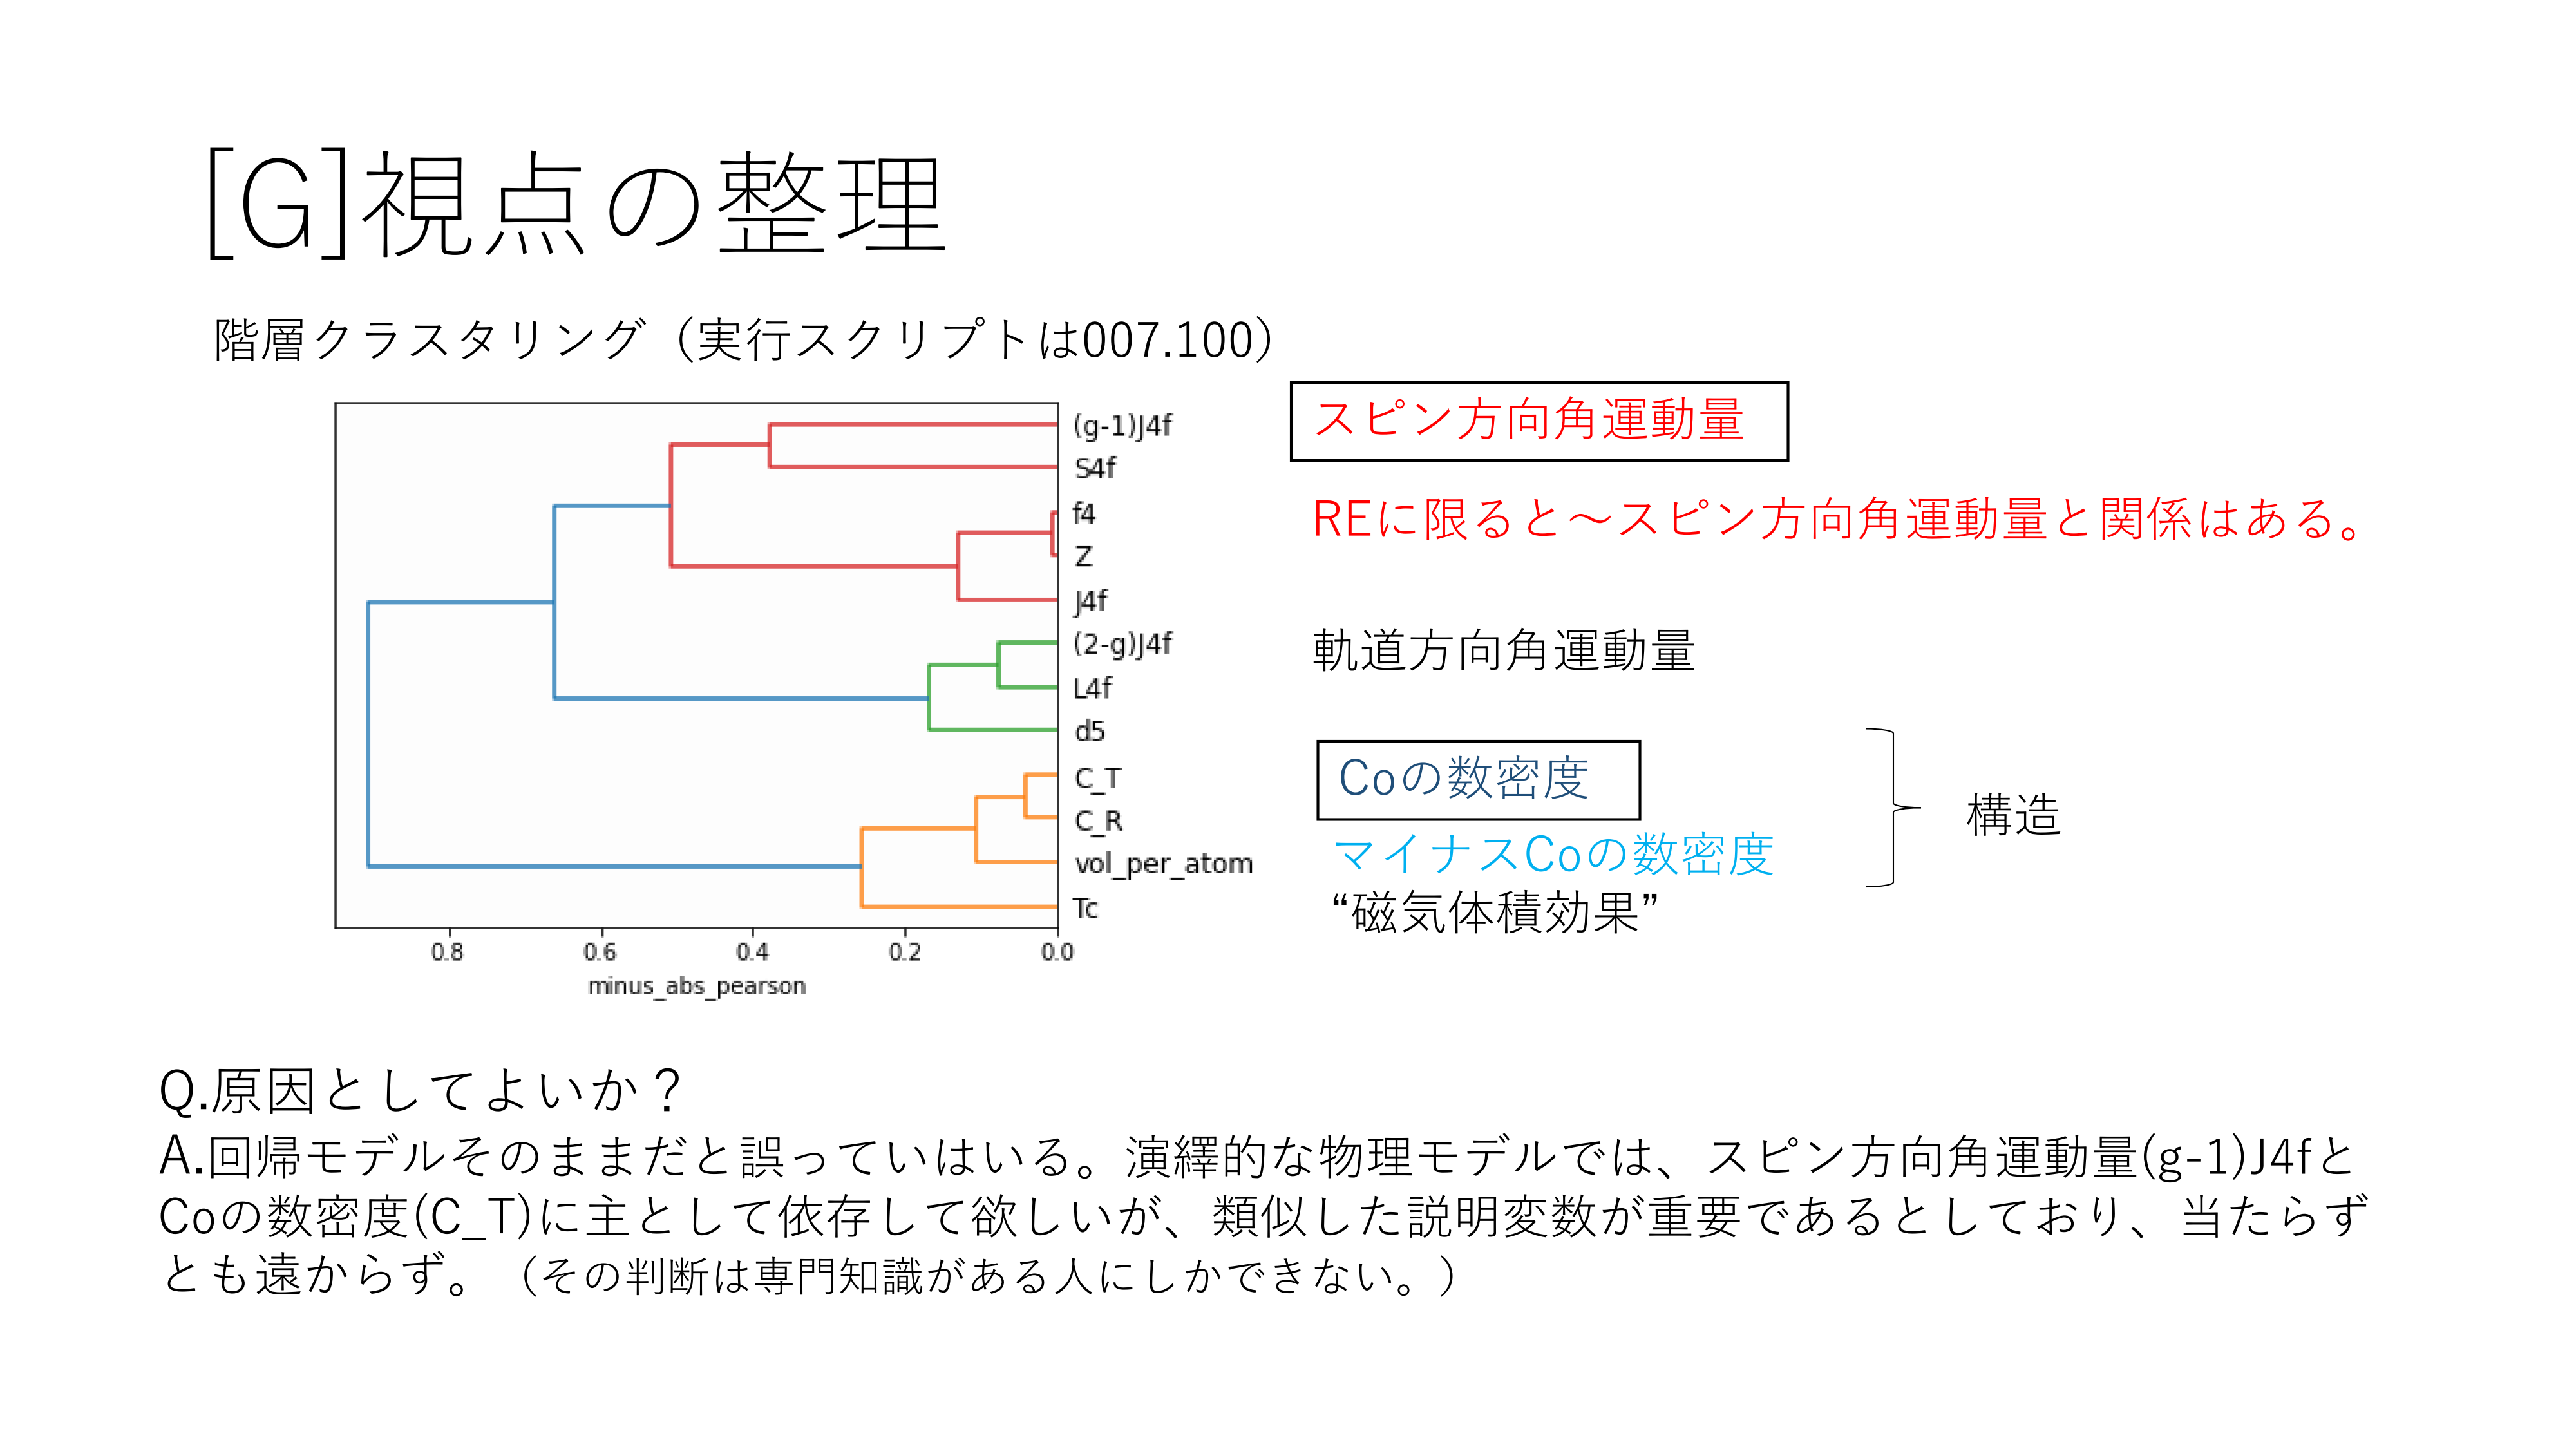 [G]視点の整理
階層クラスタリング（実行スクリプトは007.100）
(g-1)J4f
S4f
f4
Z
J4f
(2-g)J4f
L4f
d5
C_T
C_R
vol_per_atom
Tc
0.8 0.6 0.4 0.2 0.0
minus_abs_pearson
スピン方向角運動量
REに限ると～スピン方向角運動量と関係はある。
軌道方向角運動量
Coの数密度
マイナスCoの数密度
“磁気体積効果”
構造
Q.原因としてよいか？
A.回帰モデルそのままだと誤っていはいる。演繹的な物理モデルでは、スピン方向角運動量(g-1)J4fと
Coの数密度(C_T)に主として依存して欲しいが、類似した説明変数が重要であるとしており、当たらず
とも遠からず。（その判断は専門知識がある人にしかできない。）